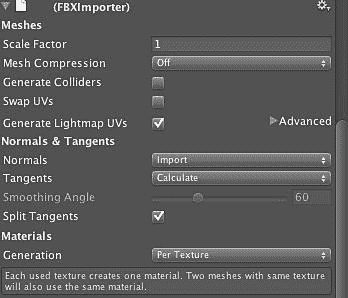 (FBXImporter)
Meshes
Scale Factor 1
Mesh Compression Off
Generate Colliders
Swap UVs
Generate Lightmap UVs Advanced
Normals & Tangents
Normals Import
Tangents Calculate
Smoothing Angle 60
Split Tangents
Materials
Generation Per Texture
Each used texture creates one material. Two meshes with same texture
will also use the same material.